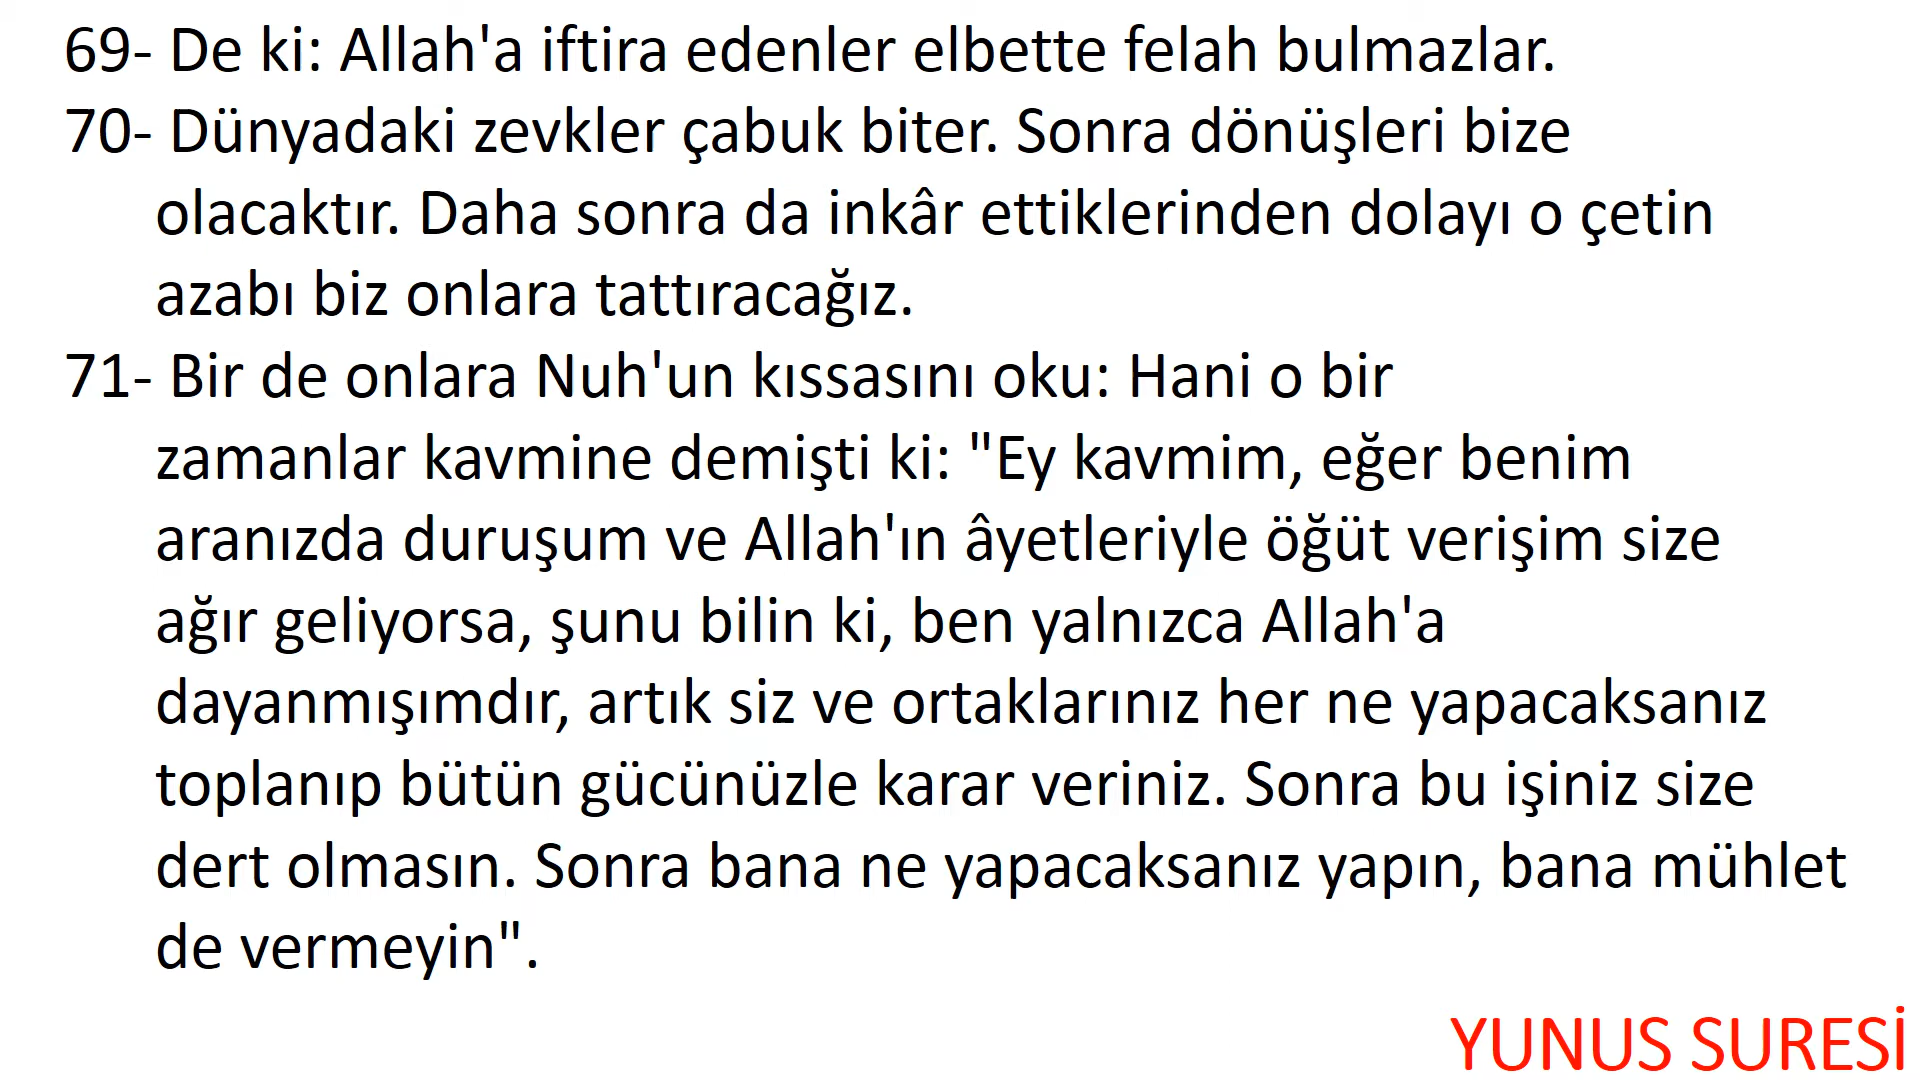 69- De ki: Allah'a iftira edenler elbette felah bulmazlar.
70- Dünyadaki zevkler çabuk biter. Sonra dönüşleri bize
olacaktır. Daha sonra da inkâr ettiklerinden dolayı o çetin
azabı biz onlara tattıracağız.
71- Bir de onlara Nuh'un kıssasını oku: Hani o bir
zamanlar kavmine demişti ki: "Ey kavmim, eğer benim
aranızda duruşum ve Allah'ın âyetleriyle öğüt verişim size
ağır geliyorsa, şunu bilin ki, ben yalnızca Allah'a
dayanmışımdır, artık siz ve ortaklarınız her ne yapacaksanız
toplanıp bütün gücünüzle karar veriniz. Sonra bu işiniz size
dert olmasın. Sonra bana ne yapacaksanız yapın, bana mühlet
de vermeyin".
YUNUS SURESİ